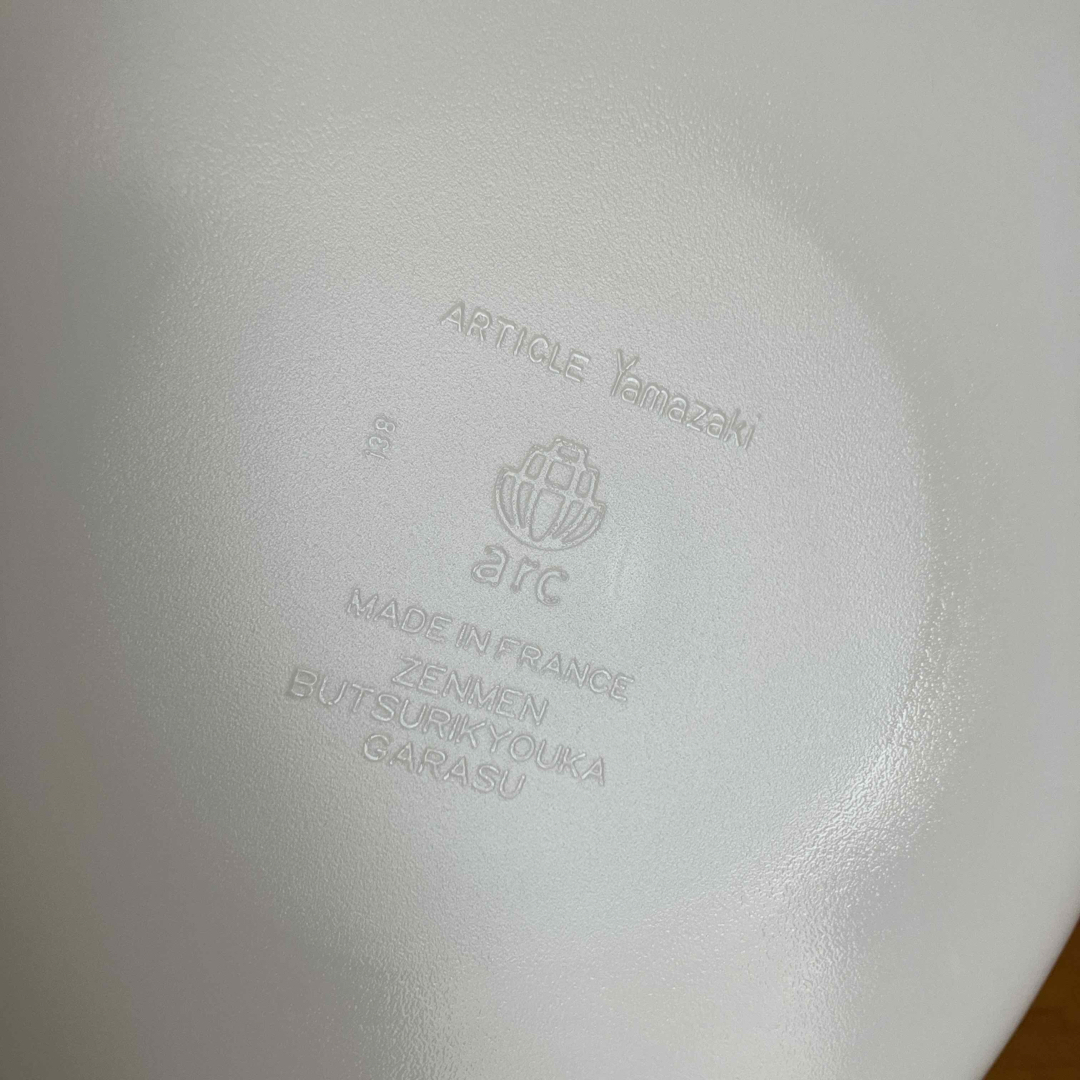 ARTICLE Yamazaki
138
arc
MADE IN FRANCE
ZENMEN
BUTSURIKYOUKA
GARASU